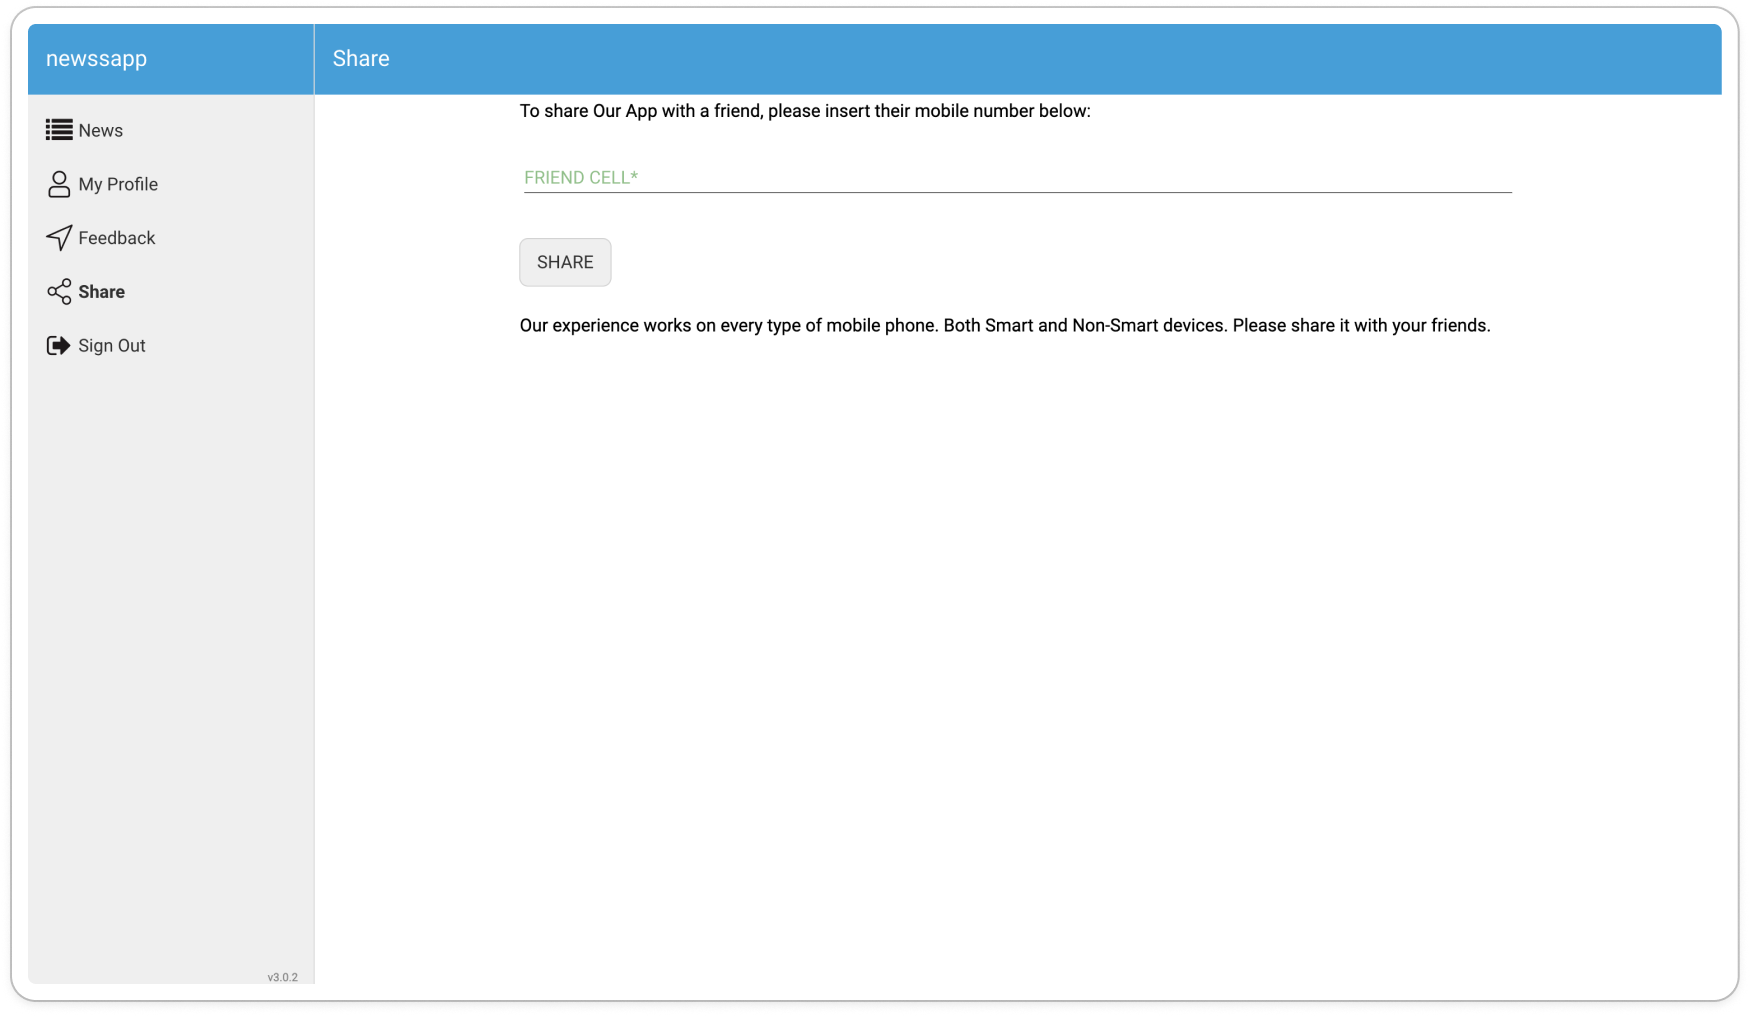 newssapp
Share
News
My Profile
Feedback
Share
Sign Out
v3.0.2
To share Our App with a friend, please insert their mobile number below:
FRIEND CELL*
SHARE
Our experience works on every type of mobile phone. Both Smart and Non-Smart devices. Please share it with your friends.